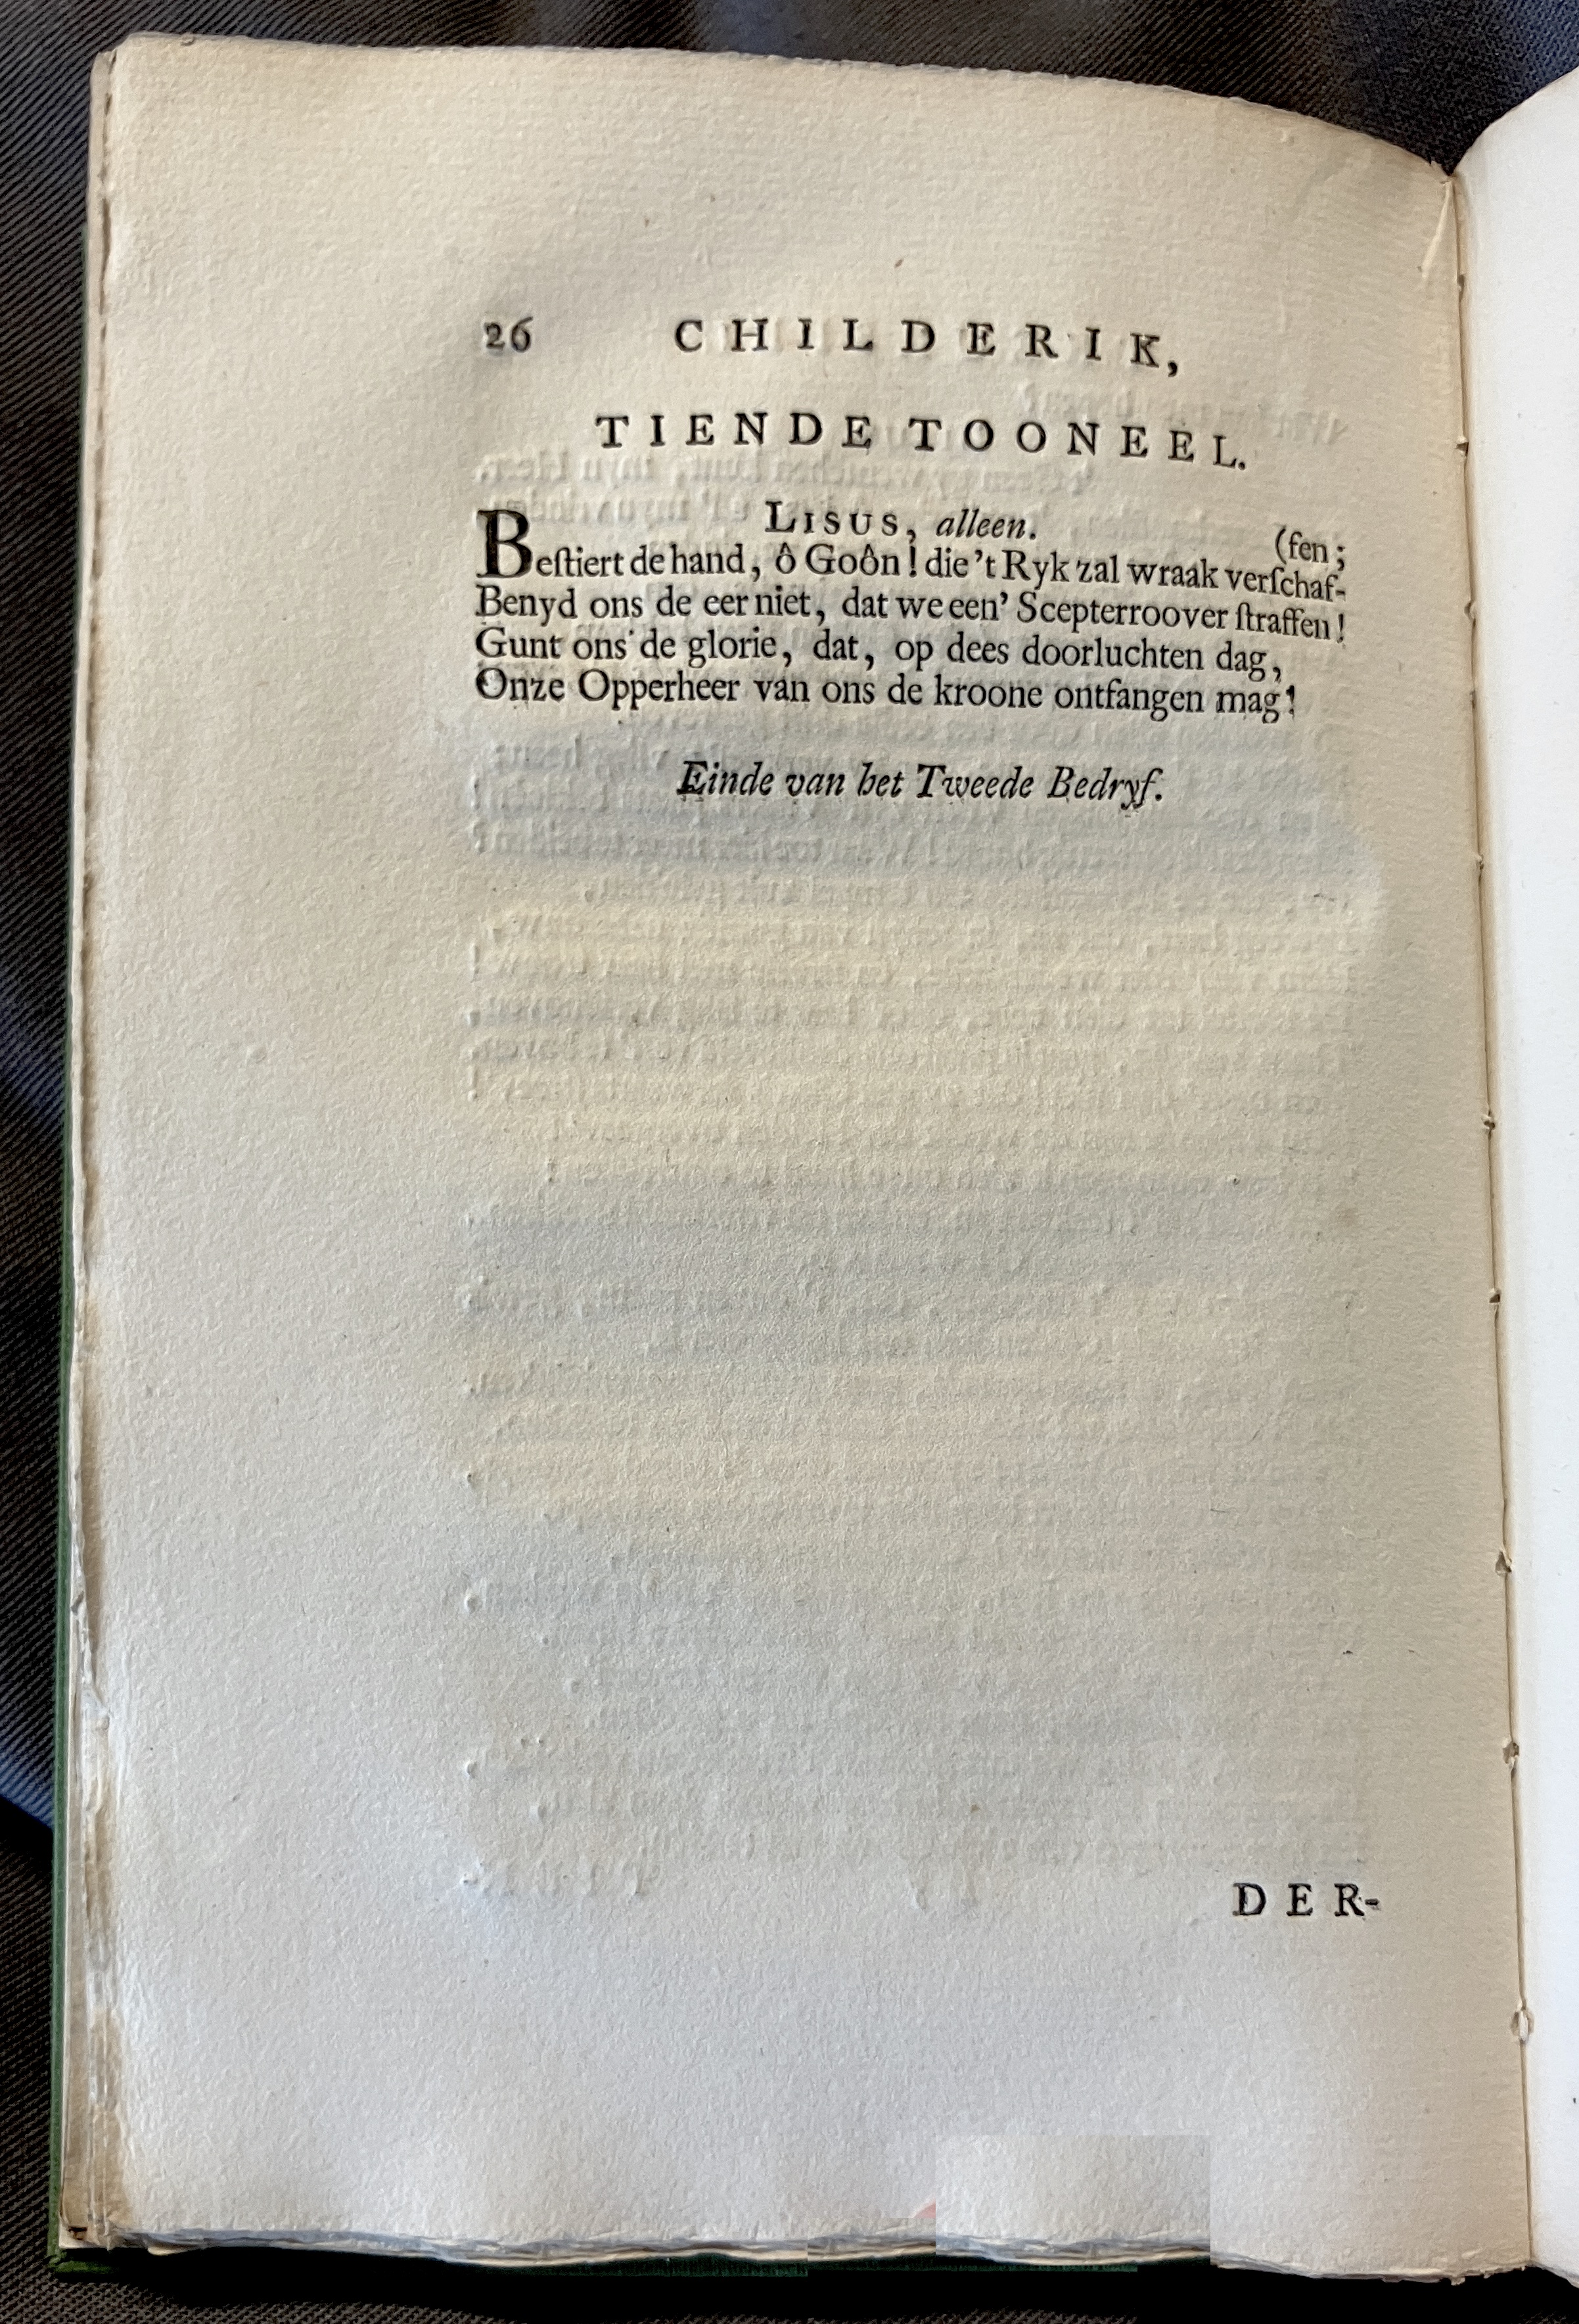 26 CHILDERIK,
TIENDE TOONEEL.
LISUS, alleen.
(fen;
Beſtiert de hand, ô Goôn! die 't Ryk zal wraak verſchaf-
Benyd ons de eer niet, dat we een' Scepterroover ſtraffen!
Gunt ons de glorie, dat, op dees doorluchten dag,
Onze Opperheer van ons de kroone ontfangen mag!
Einde van het Tweede Bedryf.
DER-